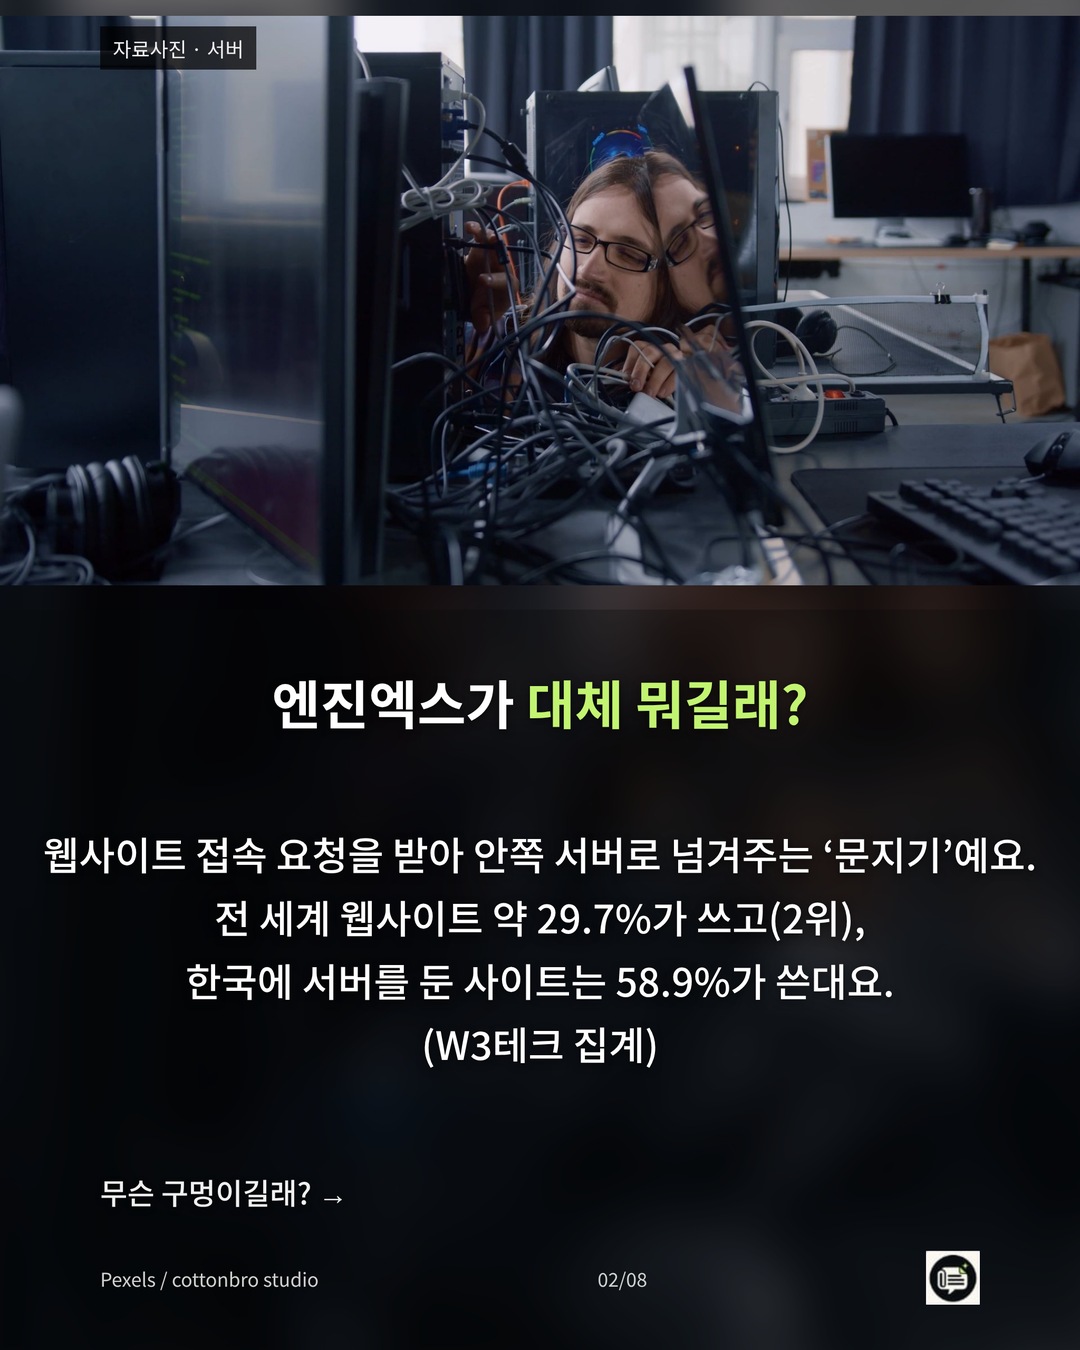 자료사진 · 서버
엔진엑스가 대체 뭐길래?
웹사이트 접속 요청을 받아 안쪽 서버로 넘겨주는 ‘문지기’예요.
전 세계 웹사이트 약 29.7%가 쓰고(2위),
한국에 서버를 둔 사이트는 58.9%가 쓴대요.
(W3테크 집계)
무슨 구멍이길래? →
Pexels / cottonbro studio
02/08